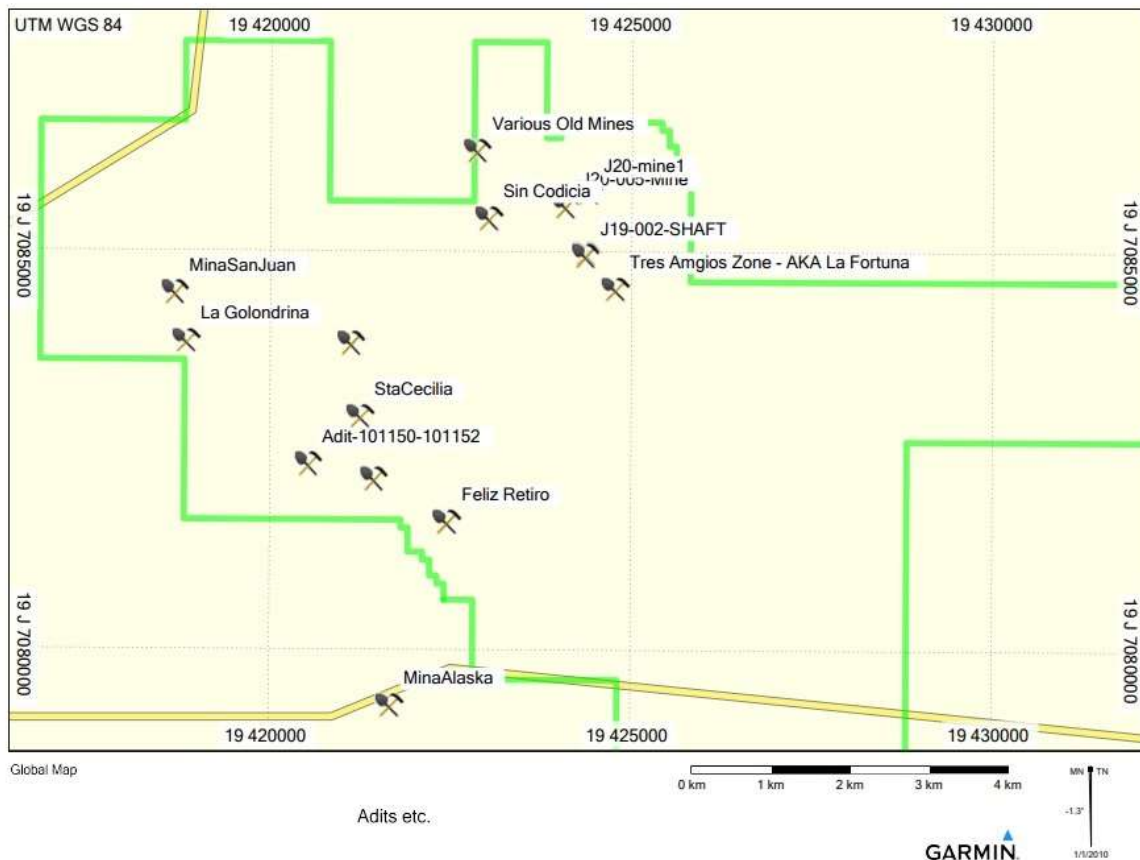 UTM WGS 84
19 420000
19 425000
19 430000
Various Old Mines
J20-mine1
J20-005-Mine
Sin Codicia
19 J 7085000
19 J 7085000
J19-002-SHAFT
MinaSanJuan
Tres Amgios Zone - AKA La Fortuna
La Golondrina
StaCecilia
Adit-101150-101152
Feliz Retiro
19 J 7080000
19 J 7080000
MinaAlaska
19 420000
19 425000
19 430000
Global Map
0 km 1 km 2 km 3 km 4 km
MN TN
-1.3°
Adits etc.
GARMIN.
1/1/2010